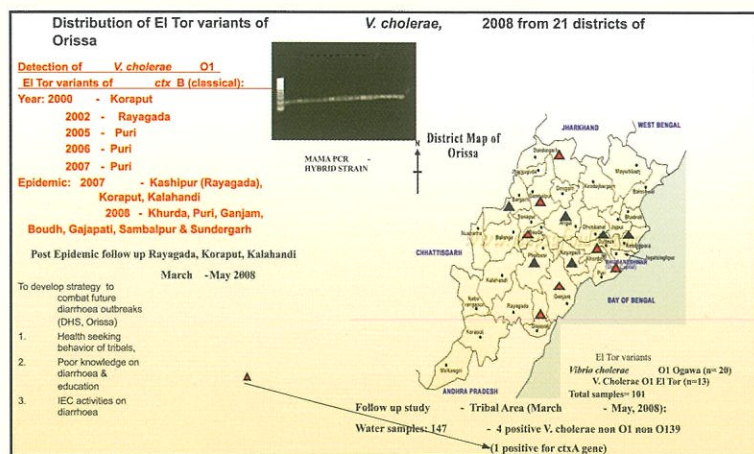 Distribution of El Tor variants of V. cholerae, 2008 from 21 districts of
Orissa
Detection of V. cholerae O1
El Tor variants of ctx B (classical):
Year: 2000 - Koraput
2002 - Rayagada
2005 - Puri
2006 - Puri
2007 - Puri
Epidemic: 2007 - Kashipur (Rayagada),
Koraput, Kalahandi
2008 - Khurda, Puri, Ganjam,
Boudh, Gajapati, Sambalpur & Sundergarh
Post Epidemic follow up Rayagada, Koraput, Kalahandi
March - May 2008
To develop strategy to
combat future
diarrhoea outbreaks
(DHS, Orissa)
1. Health seeking
behavior of tribals,
2. Poor knowledge on
diarrhoea &
education
3. IEC activities on
diarrhoea
MAMA PCR -
HYBRID STRAIN
N
District Map of
Orissa
JHARKHAND
WEST BENGAL
CHHATTISGARH
BHUBANESHWAR
Jagatsinghpur
Kalahandi
Rayagada
Ganjam
Koraput
Puri
BAY OF BENGAL
ANDHRA PRADESH
El Tor variants
Vibrio cholerae O1 Ogawa (n= 20)
V. Cholerae O1 El Tor (n=13)
Total samples= 101
Follow up study - Tribal Area (March - May, 2008):
Water samples: 147 - 4 positive V. cholerae non O1 non O139
(1 positive for ctxA gene)